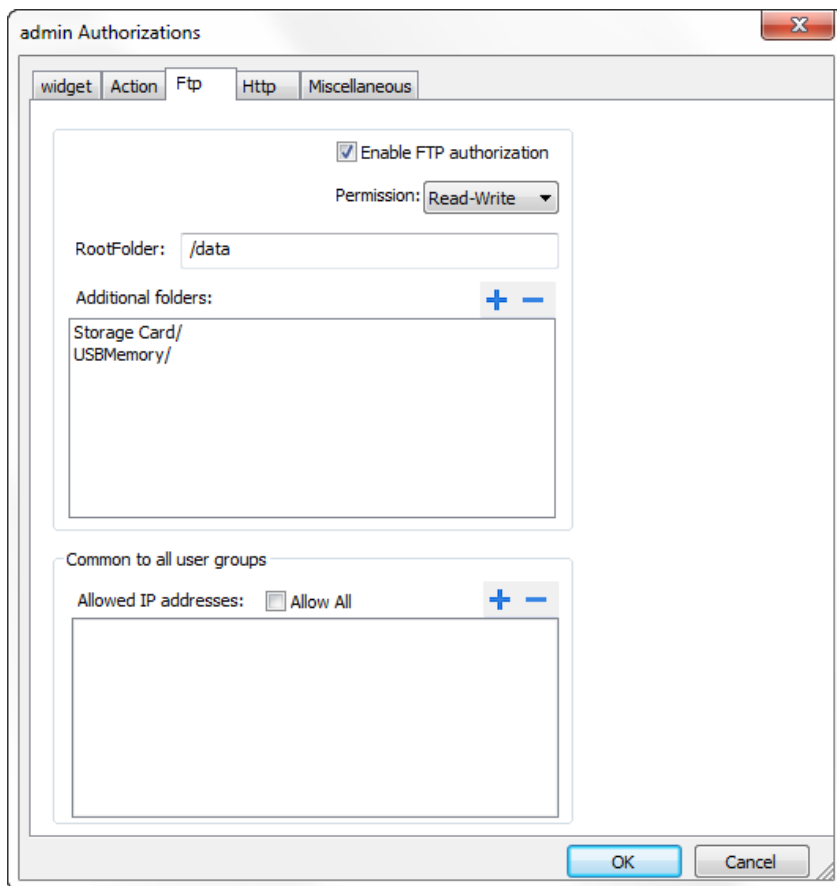 admin Authorizations
widget Action Ftp Http Miscellaneous
Enable FTP authorization
Permission: Read-Write
RootFolder: /data
Additional folders:
Storage Card/
USBMemory/
Common to all user groups
Allowed IP addresses: Allow All
OK Cancel